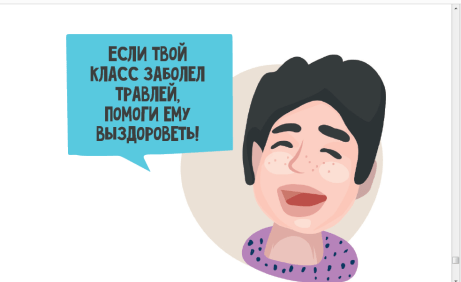 ЕСЛИ ТВОЙ
КЛАСС ЗАБОЛЕЛ
ТРАВЛЕЙ,
ПОМОГИ ЕМУ
ВЫЗДОРОВЕТЬ!